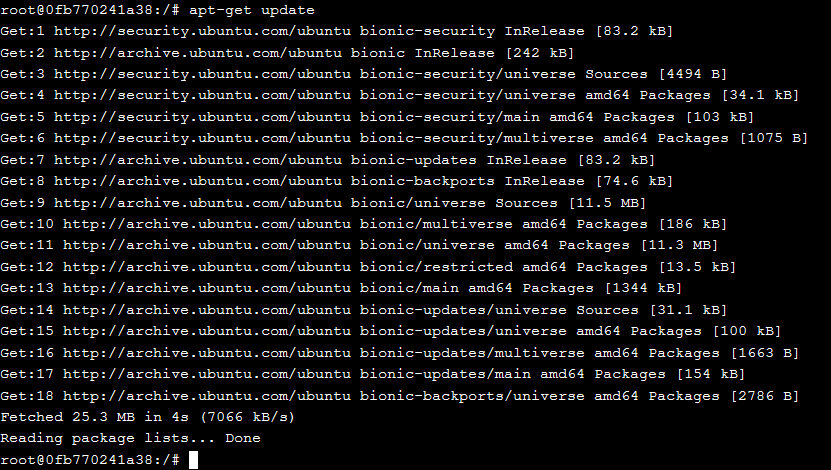 root@0fb770241a38:/# apt-get update
Get:1 http://security.ubuntu.com/ubuntu bionic-security InRelease [83.2 kB]
Get:2 http://archive.ubuntu.com/ubuntu bionic InRelease [242 kB]
Get:3 http://security.ubuntu.com/ubuntu bionic-security/universe Sources [4494 B]
Get:4 http://security.ubuntu.com/ubuntu bionic-security/universe amd64 Packages [34.1 kB]
Get:5 http://security.ubuntu.com/ubuntu bionic-security/main amd64 Packages [103 kB]
Get:6 http://security.ubuntu.com/ubuntu bionic-security/multiverse amd64 Packages [1075 B]
Get:7 http://archive.ubuntu.com/ubuntu bionic-updates InRelease [83.2 kB]
Get:8 http://archive.ubuntu.com/ubuntu bionic-backports InRelease [74.6 kB]
Get:9 http://archive.ubuntu.com/ubuntu bionic/universe Sources [11.5 MB]
Get:10 http://archive.ubuntu.com/ubuntu bionic/multiverse amd64 Packages [186 kB]
Get:11 http://archive.ubuntu.com/ubuntu bionic/universe amd64 Packages [11.3 MB]
Get:12 http://archive.ubuntu.com/ubuntu bionic/restricted amd64 Packages [13.5 kB]
Get:13 http://archive.ubuntu.com/ubuntu bionic/main amd64 Packages [1344 kB]
Get:14 http://archive.ubuntu.com/ubuntu bionic-updates/universe Sources [31.1 kB]
Get:15 http://archive.ubuntu.com/ubuntu bionic-updates/universe amd64 Packages [100 kB]
Get:16 http://archive.ubuntu.com/ubuntu bionic-updates/multiverse amd64 Packages [1663 B]
Get:17 http://archive.ubuntu.com/ubuntu bionic-updates/main amd64 Packages [154 kB]
Get:18 http://archive.ubuntu.com/ubuntu bionic-backports/universe amd64 Packages [2786 B]
Fetched 25.3 MB in 4s (7066 kB/s)
Reading package lists... Done
root@0fb770241a38:/#